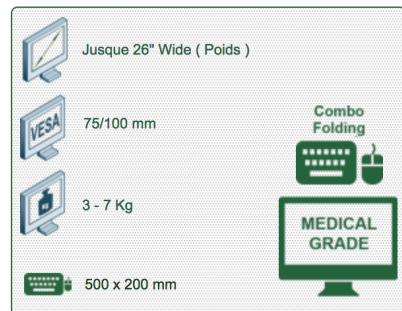 Jusque 26" Wide ( Poids )
VESA
75/100 mm
3 - 7 Kg
500 x 200 mm
Combo
Folding
MEDICAL
GRADE